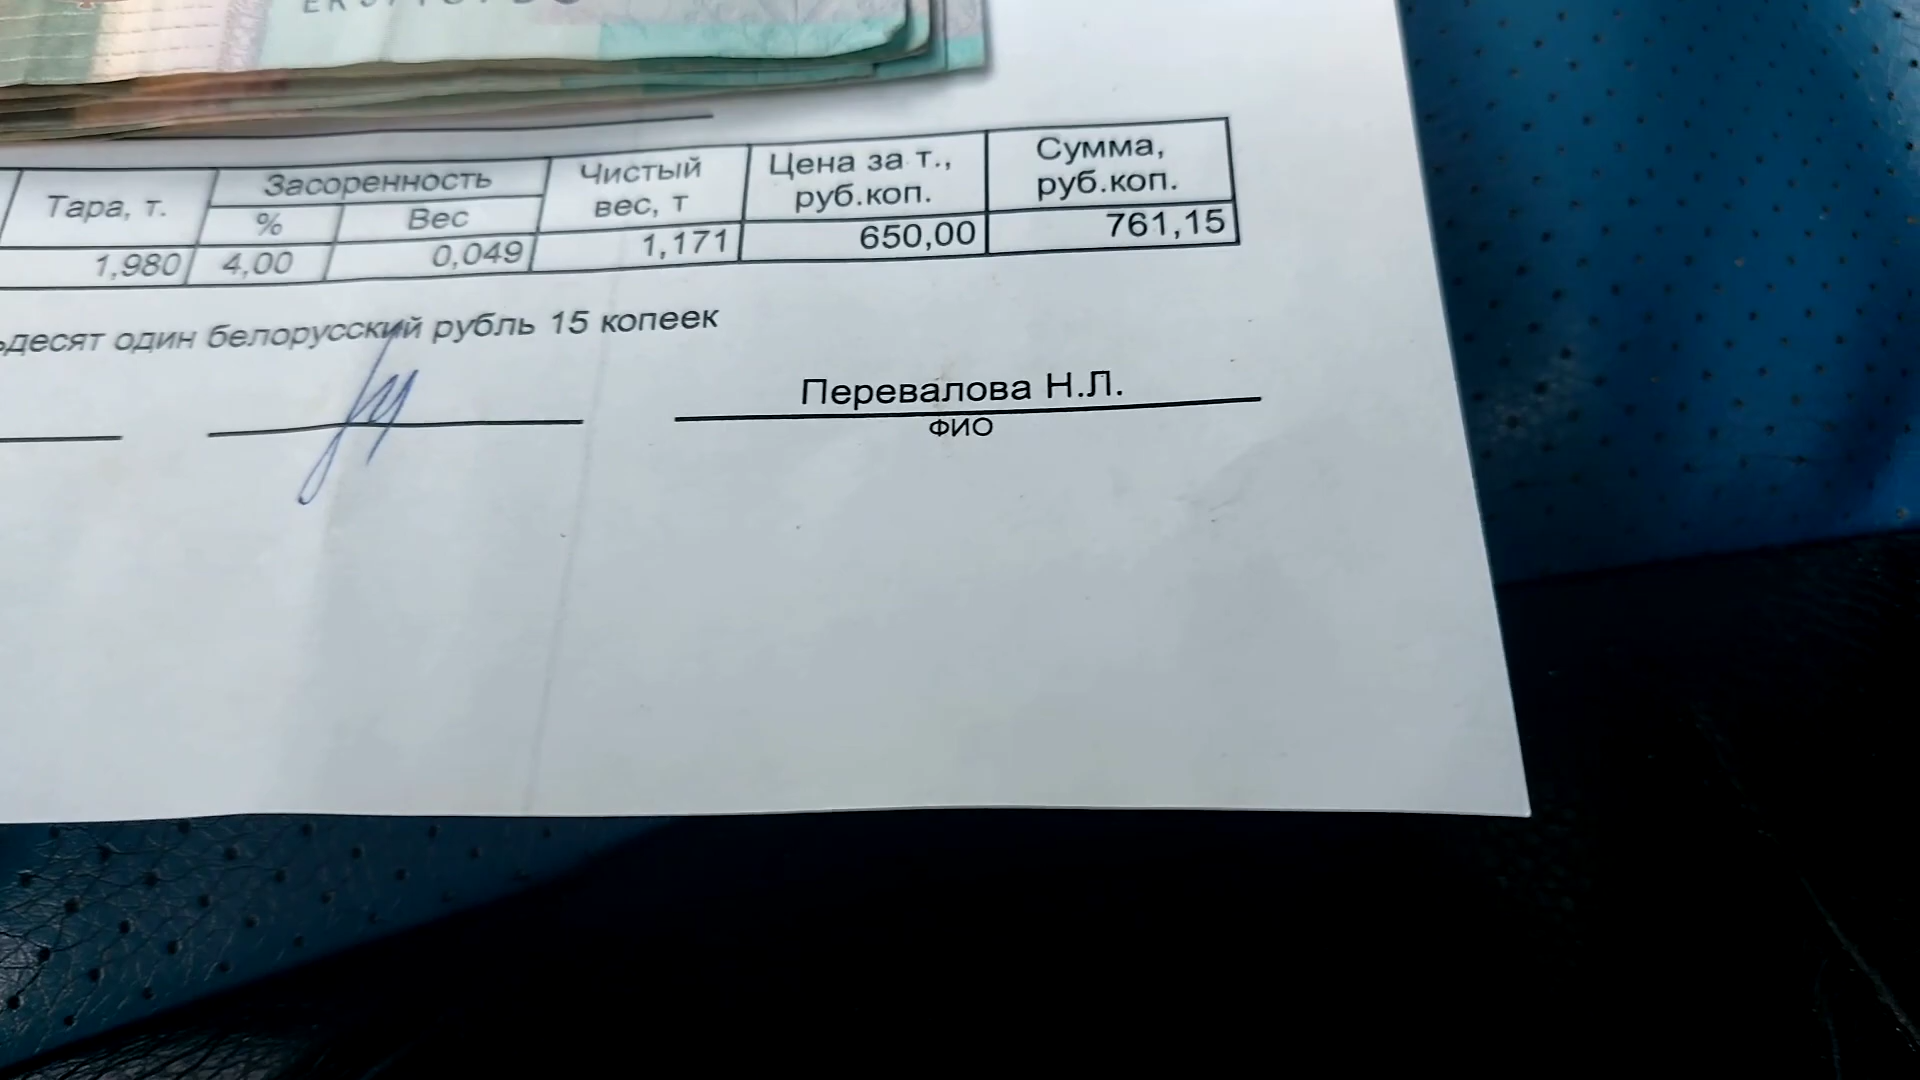 Тара, т. Засоренность Чистый вес, т Цена за т., руб.коп. Сумма, руб.коп.
% Вес
1,980 4,00 0,049 1,171 650,00 761,15
один белорусский рубль 15 копеек
Перевалова Н.Л.
ФИО